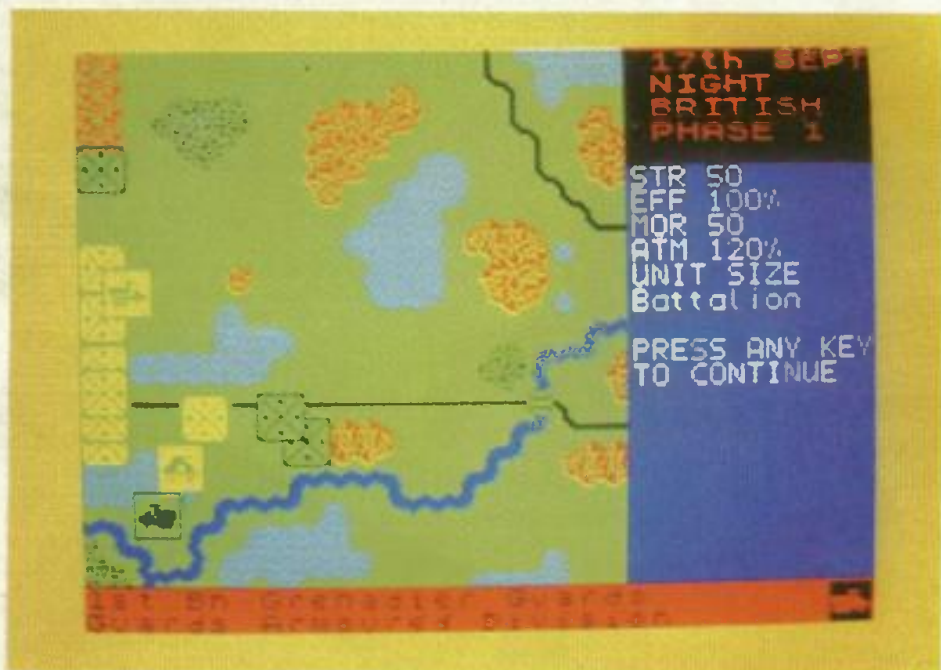 17th SEPT
NIGHT
BRITISH
PHASE 1
STR 50
EFF 100%
MOR 50
ATM 120%
UNIT SIZE
Battalion
PRESS ANY KEY
TO CONTINUE
1st Bn Grenadier Guards
Guards Armoured Division